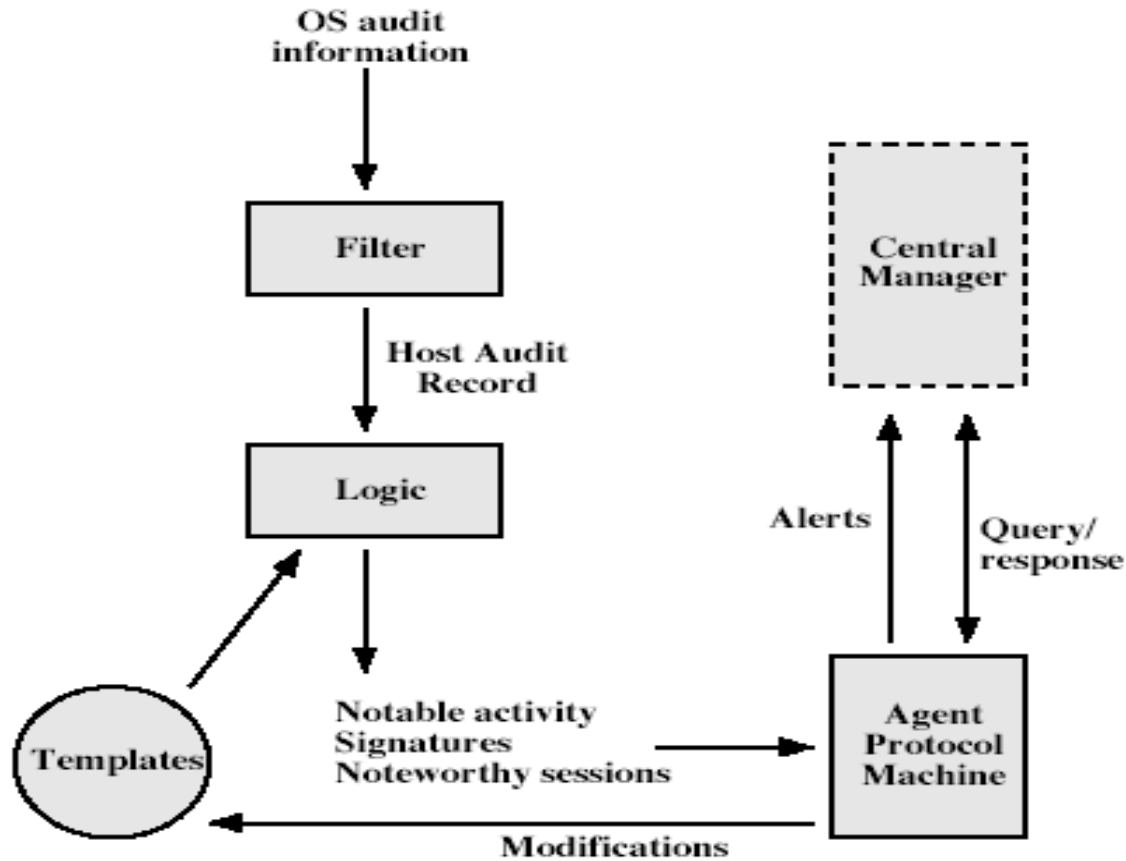 OS audit
information
Filter
Central
Manager
Host Audit
Record
Logic
Alerts
Query/
response
Notable activity
Signatures
Noteworthy sessions
Agent
Protocol
Machine
Templates
Modifications